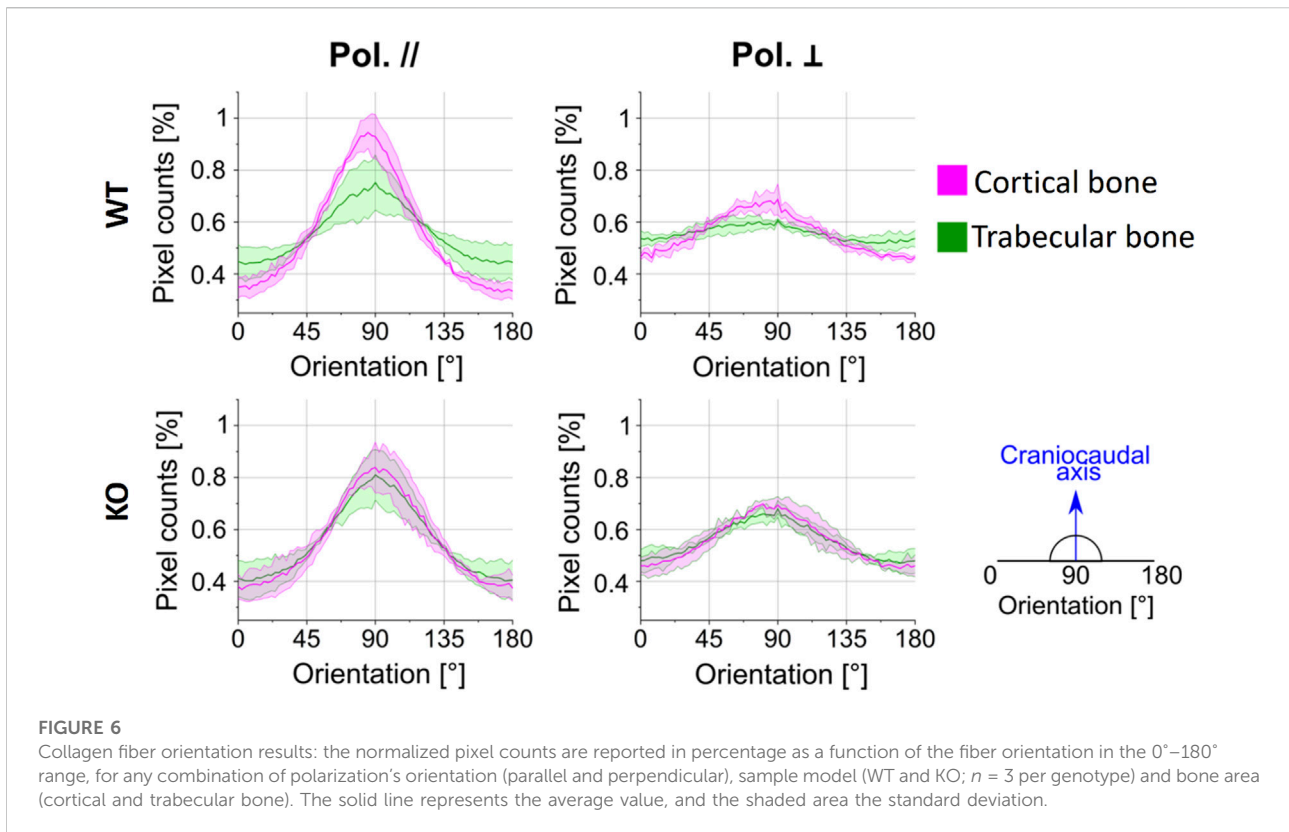 Pol. //
Pol. ⊥
WT
Pixel counts [%]
1
0.8
0.6
0.4
0 45 90 135 180
Orientation [°]
Pixel counts [%]
1
0.8
0.6
0.4
0 45 90 135 180
Orientation [°]
Cortical bone
Trabecular bone
KO
Pixel counts [%]
1
0.8
0.6
0.4
0 45 90 135 180
Orientation [°]
Pixel counts [%]
1
0.8
0.6
0.4
0 45 90 135 180
Orientation [°]
Craniocaudal
axis
0 90 180
Orientation [°]
FIGURE 6
Collagen fiber orientation results: the normalized pixel counts are reported in percentage as a function of the fiber orientation in the 0°–180°
range, for any combination of polarization's orientation (parallel and perpendicular), sample model (WT and KO; n = 3 per genotype) and bone area
(cortical and trabecular bone). The solid line represents the average value, and the shaded area the standard deviation.